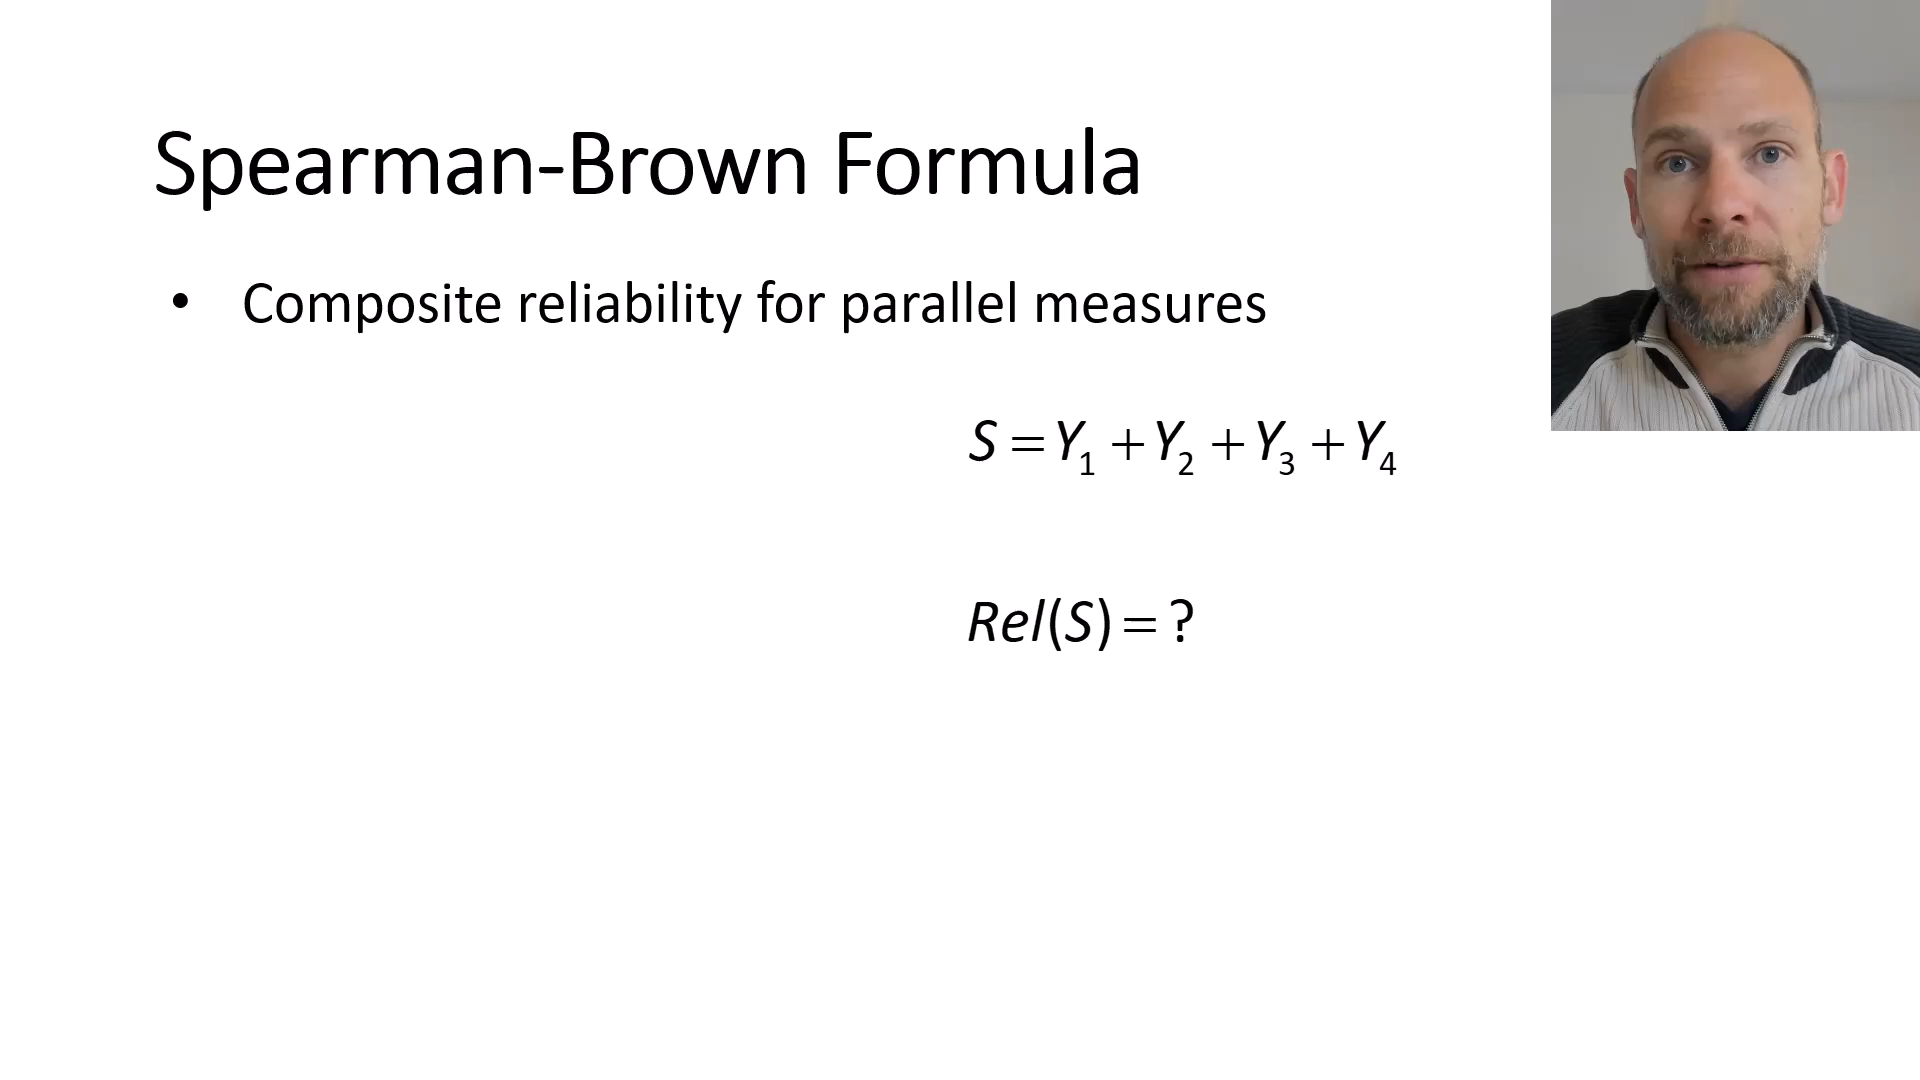 Spearman-Brown Formula
• Composite reliability for parallel measures
S = Y₁ + Y₂ + Y₃ + Y₄
Rel(S) = ?